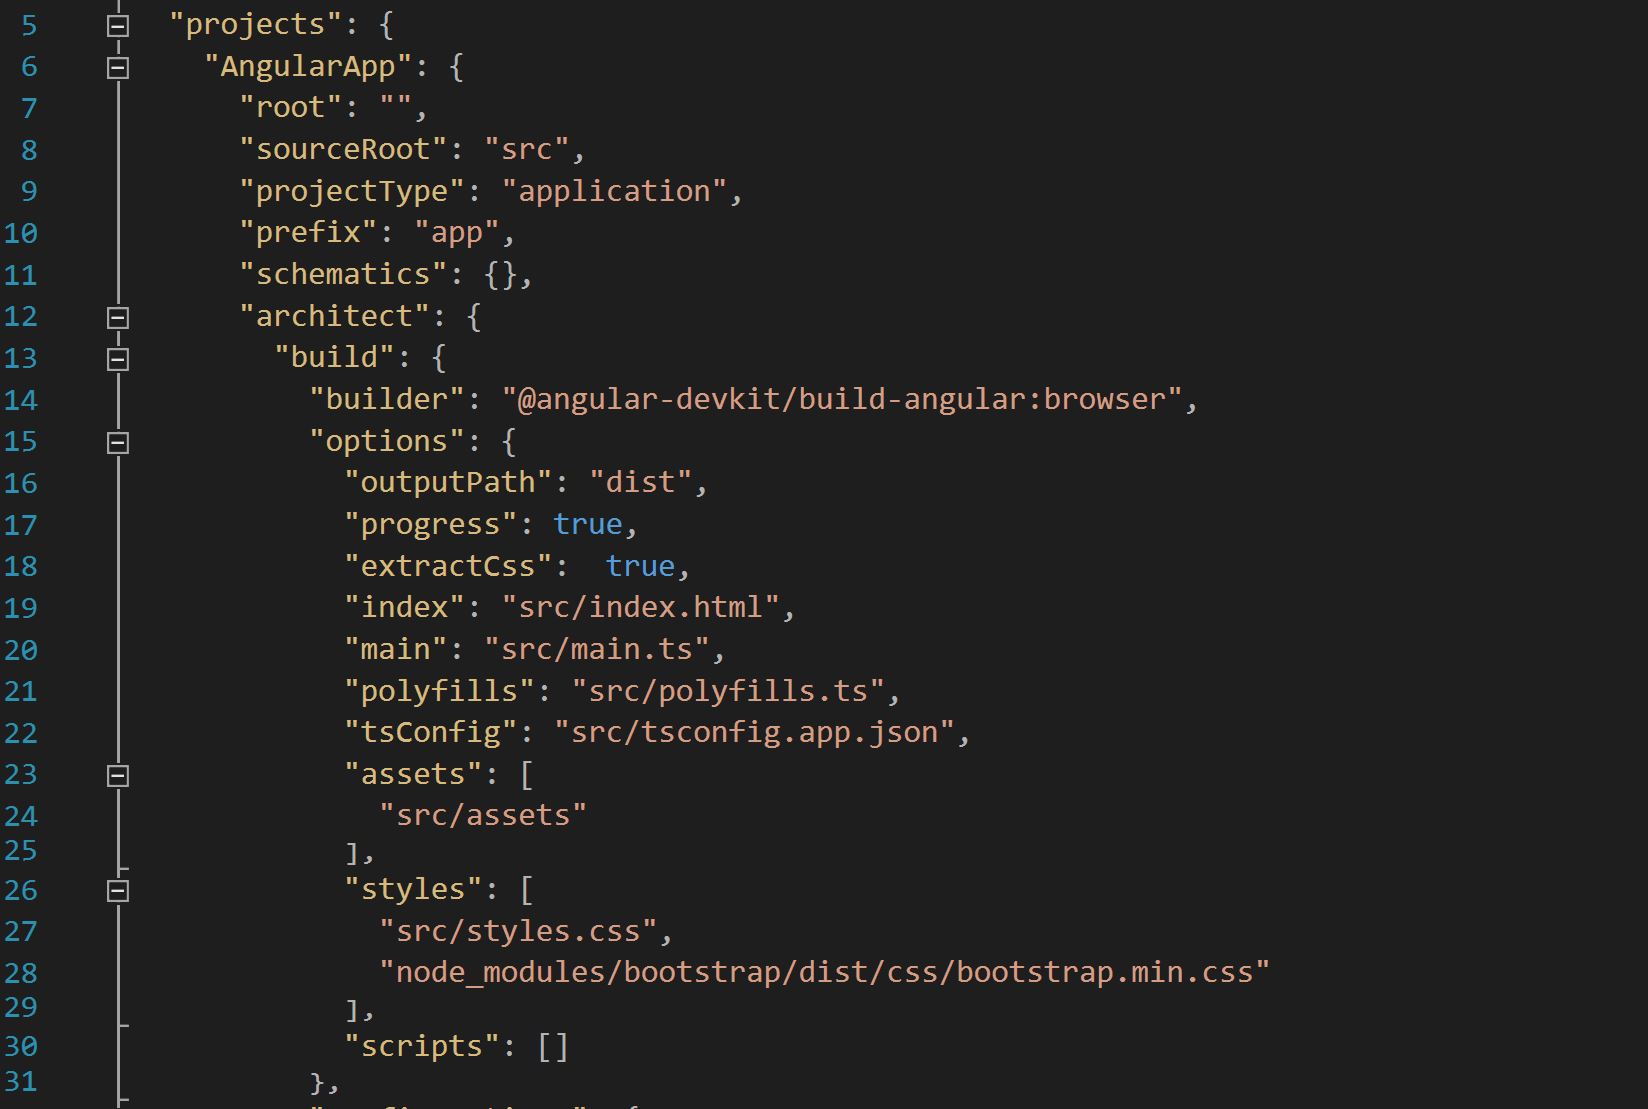 5 "projects": {
6 "AngularApp": {
7 "root": "",
8 "sourceRoot": "src",
9 "projectType": "application",
10 "prefix": "app",
11 "schematics": {},
12 "architect": {
13 "build": {
14 "builder": "@angular-devkit/build-angular:browser",
15 "options": {
16 "outputPath": "dist",
17 "progress": true,
18 "extractCss":  true,
19 "index": "src/index.html",
20 "main": "src/main.ts",
21 "polyfills": "src/polyfills.ts",
22 "tsConfig": "src/tsconfig.app.json",
23 "assets": [
24 "src/assets"
25 ],
26 "styles": [
27 "src/styles.css",
28 "node_modules/bootstrap/dist/css/bootstrap.min.css"
29 ],
30 "scripts": []
31 },